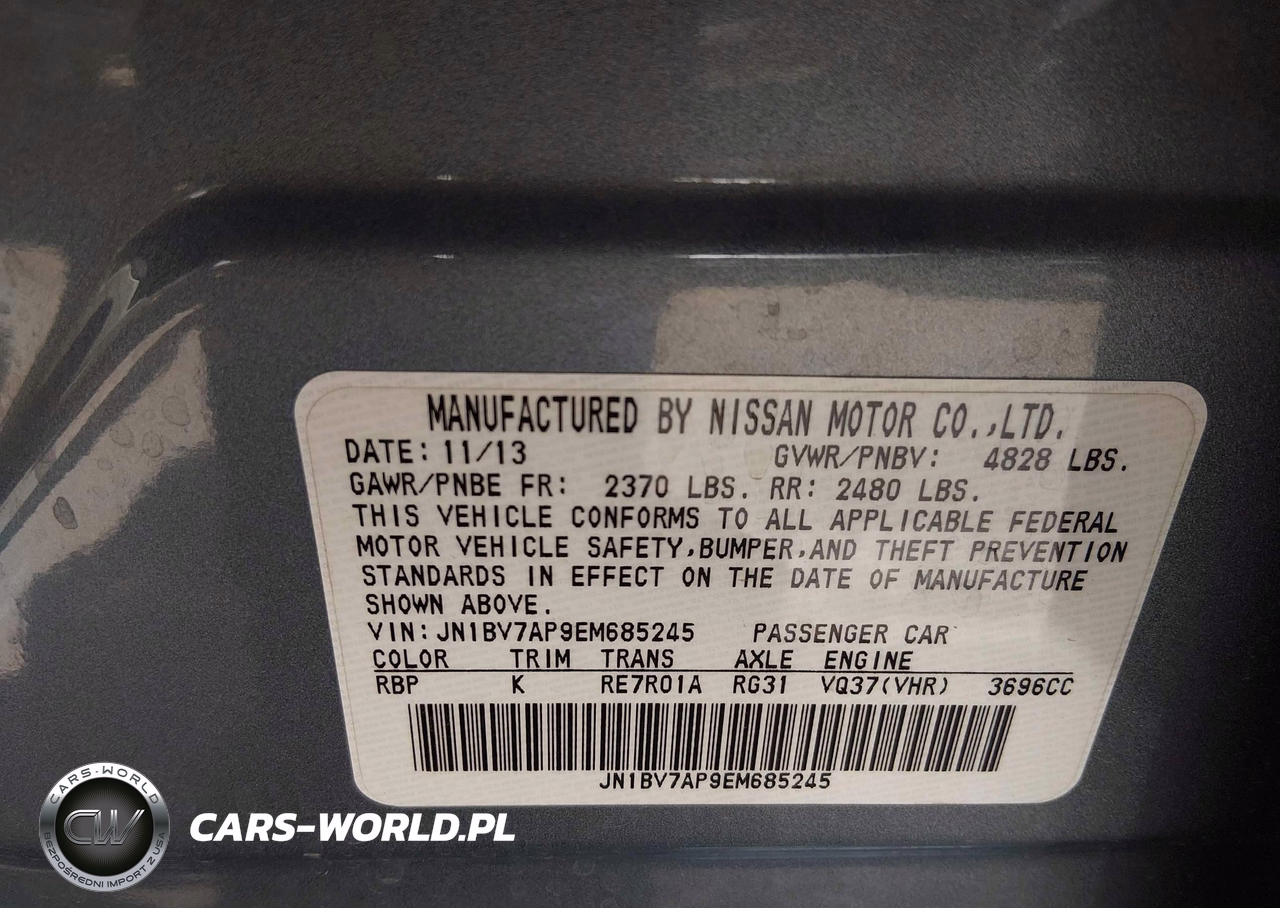 MANUFACTURED BY NISSAN MOTOR CO.,LTD.
DATE: 11/13 GVWR/PNBV: 4828 LBS.
GAWR/PNBE FR: 2370 LBS. RR: 2480 LBS.
THIS VEHICLE CONFORMS TO ALL APPLICABLE FEDERAL
MOTOR VEHICLE SAFETY,BUMPER,AND THEFT PREVENTION
STANDARDS IN EFFECT ON THE DATE OF MANUFACTURE
SHOWN ABOVE.
VIN: JN1BV7AP9EM685245 PASSENGER CAR
COLOR TRIM TRANS AXLE ENGINE
RBP K RE7R01A RG31 VQ37(VHR) 3696CC
JN1BV7AP9EM685245
CARS-WORLD
CW
BEZPOŚREDNI IMPORT Z USA
CARS-WORLD.PL